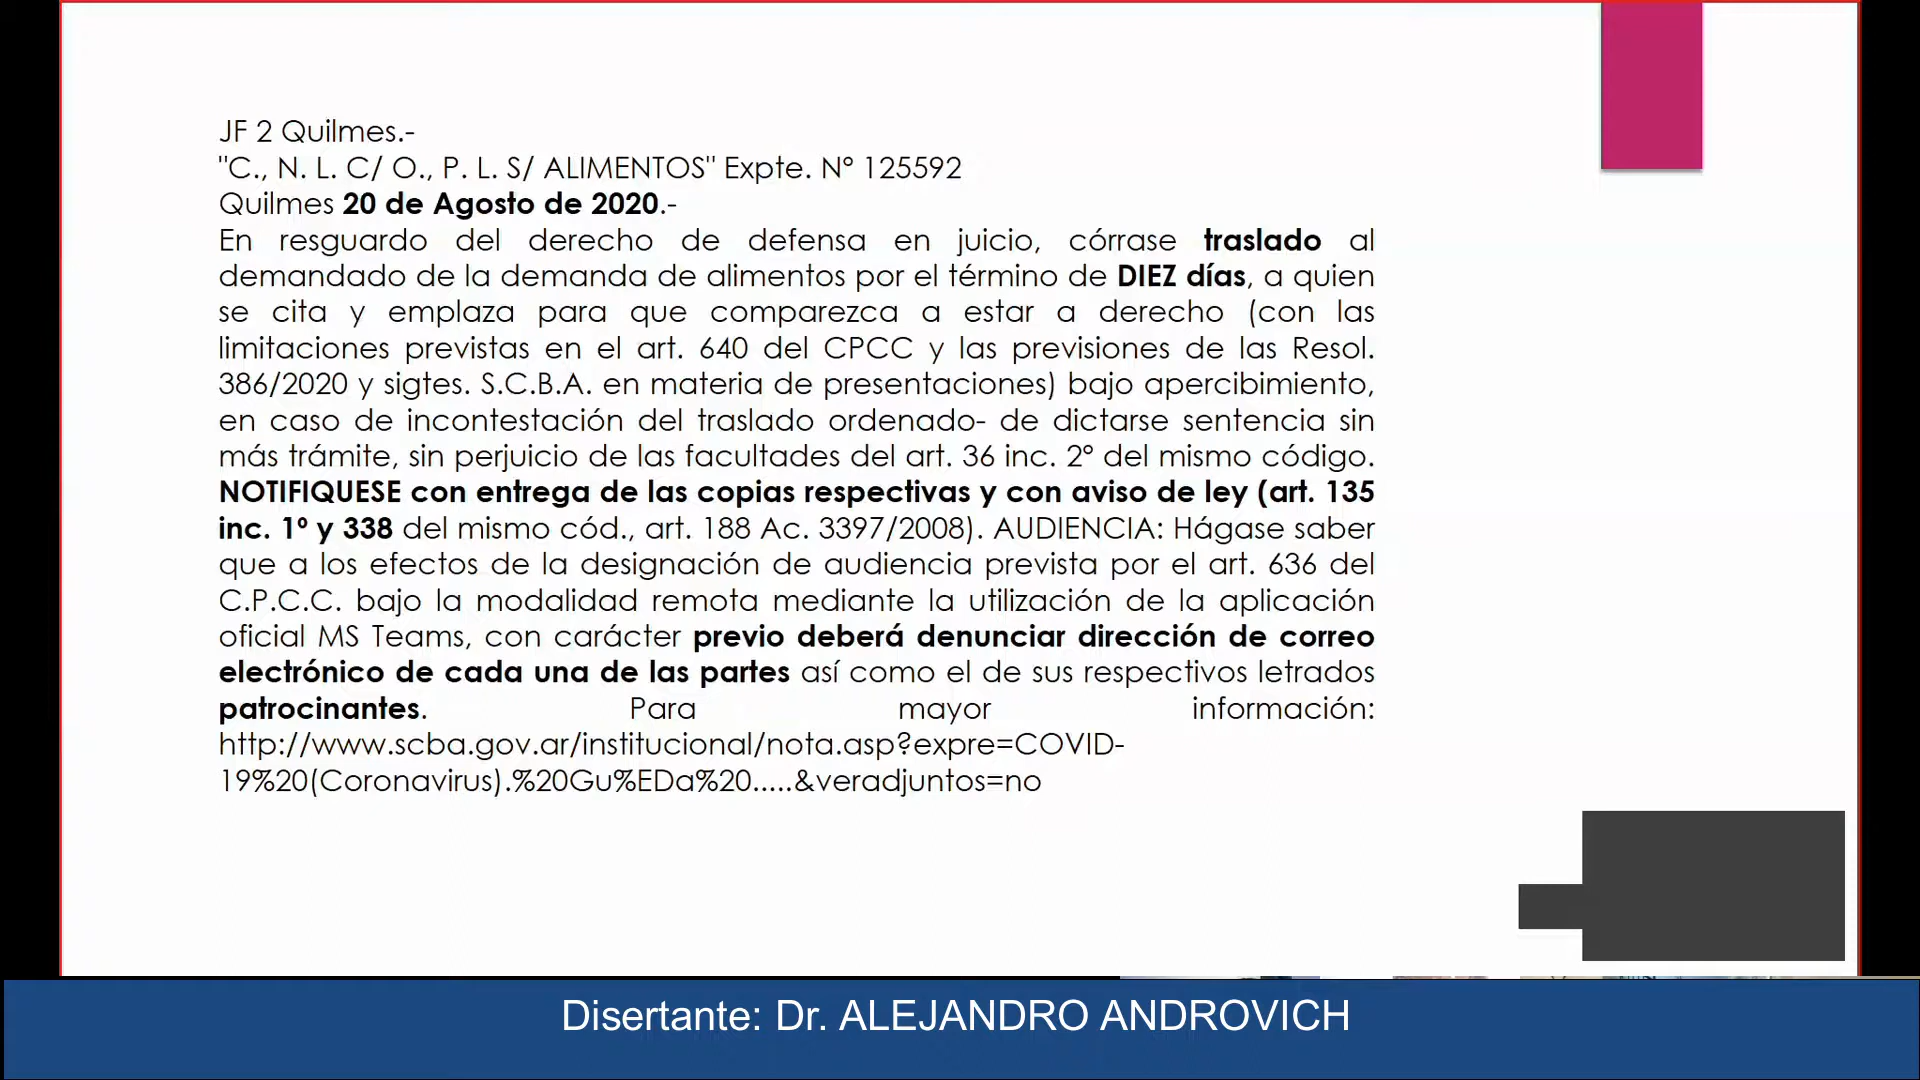 JF 2 Quilmes.-
"C., N. L. C/ O., P. L. S/ ALIMENTOS" Expte. N° 125592
Quilmes 20 de Agosto de 2020.-
En resguardo del derecho de defensa en juicio, córrase traslado al
demandado de la demanda de alimentos por el término de DIEZ días, a quien
se cita y emplaza para que comparezca a estar a derecho (con las
limitaciones previstas en el art. 640 del CPCC y las previsiones de las Resol.
386/2020 y sigtes. S.C.B.A. en materia de presentaciones) bajo apercibimiento,
en caso de incontestación del traslado ordenado- de dictarse sentencia sin
más trámite, sin perjuicio de las facultades del art. 36 inc. 2° del mismo código.
NOTIFIQUESE con entrega de las copias respectivas y con aviso de ley (art. 135
inc. 1º y 338 del mismo cód., art. 188 Ac. 3397/2008). AUDIENCIA: Hágase saber
que a los efectos de la designación de audiencia prevista por el art. 636 del
C.P.C.C. bajo la modalidad remota mediante la utilización de la aplicación
oficial MS Teams, con carácter previo deberá denunciar dirección de correo
electrónico de cada una de las partes así como el de sus respectivos letrados
patrocinantes. Para mayor información:
http://www.scba.gov.ar/institucional/nota.asp?expre=COVID-
19%20(Coronavirus).%20Gu%EDa%20.....&veradjuntos=no
Disertante: Dr. ALEJANDRO ANDROVICH